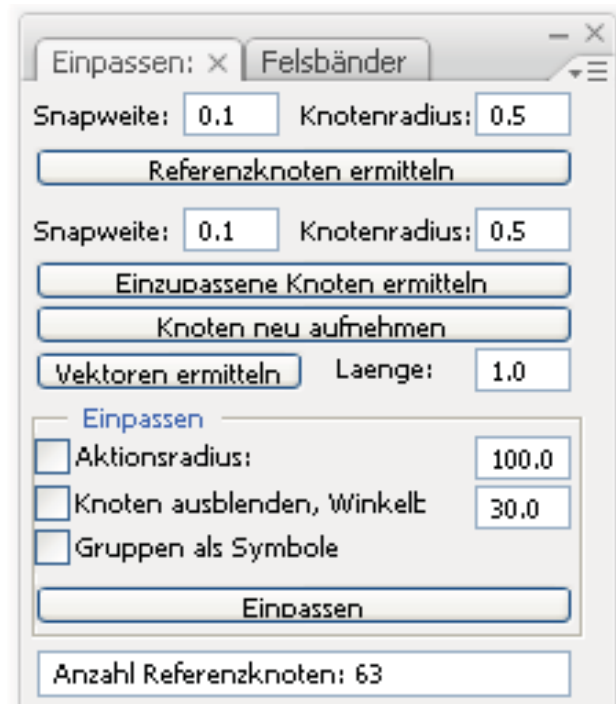 Einpassen: Felsbänder
Snapweite: 0.1 Knotenradius: 0.5
Referenzknoten ermitteln
Snapweite: 0.1 Knotenradius: 0.5
Einzupassene Knoten ermitteln
Knoten neu aufnehmen
Vektoren ermitteln Laenge: 1.0
Einpassen
Aktionsradius: 100.0
Knoten ausblenden, Winkel: 30.0
Gruppen als Symbole
Einpassen
Anzahl Referenzknoten: 63